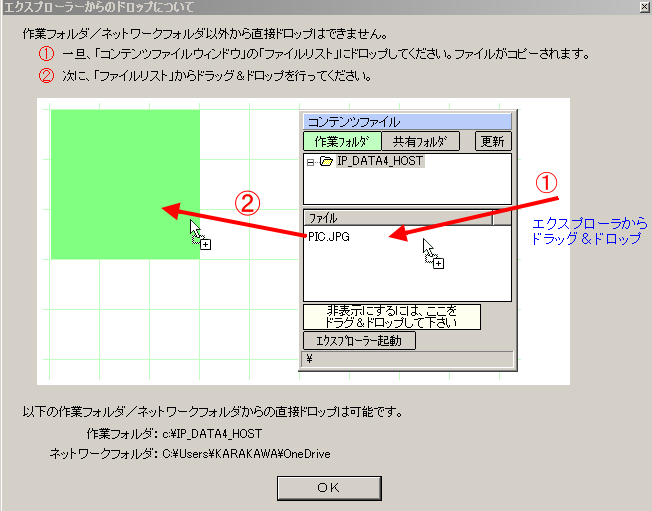 エクスプローラーからのドロップについて
作業フォルダ／ネットワークフォルダ以外から直接ドロップはできません。
① 一旦、「コンテンツファイルウィンドウ」の「ファイルリスト」にドロップしてください。ファイルがコピーされます。
② 次に、「ファイルリスト」からドラッグ＆ドロップを行ってください。
コンテンツファイル
作業フォルダ 共有フォルダ 更新
IP_DATA4_HOST
①
②
ファイル
PIC.JPG
エクスプローラから
ドラッグ＆ドロップ
非表示にするには、ここを
ドラグ＆ドロップして下さい
エクスプローラー起動
¥
以下の作業フォルダ／ネットワークフォルダからの直接ドロップは可能です。
作業フォルダ： c:¥IP_DATA4_HOST
ネットワークフォルダ： C:¥Users¥KARAKAWA¥OneDrive
ＯＫ